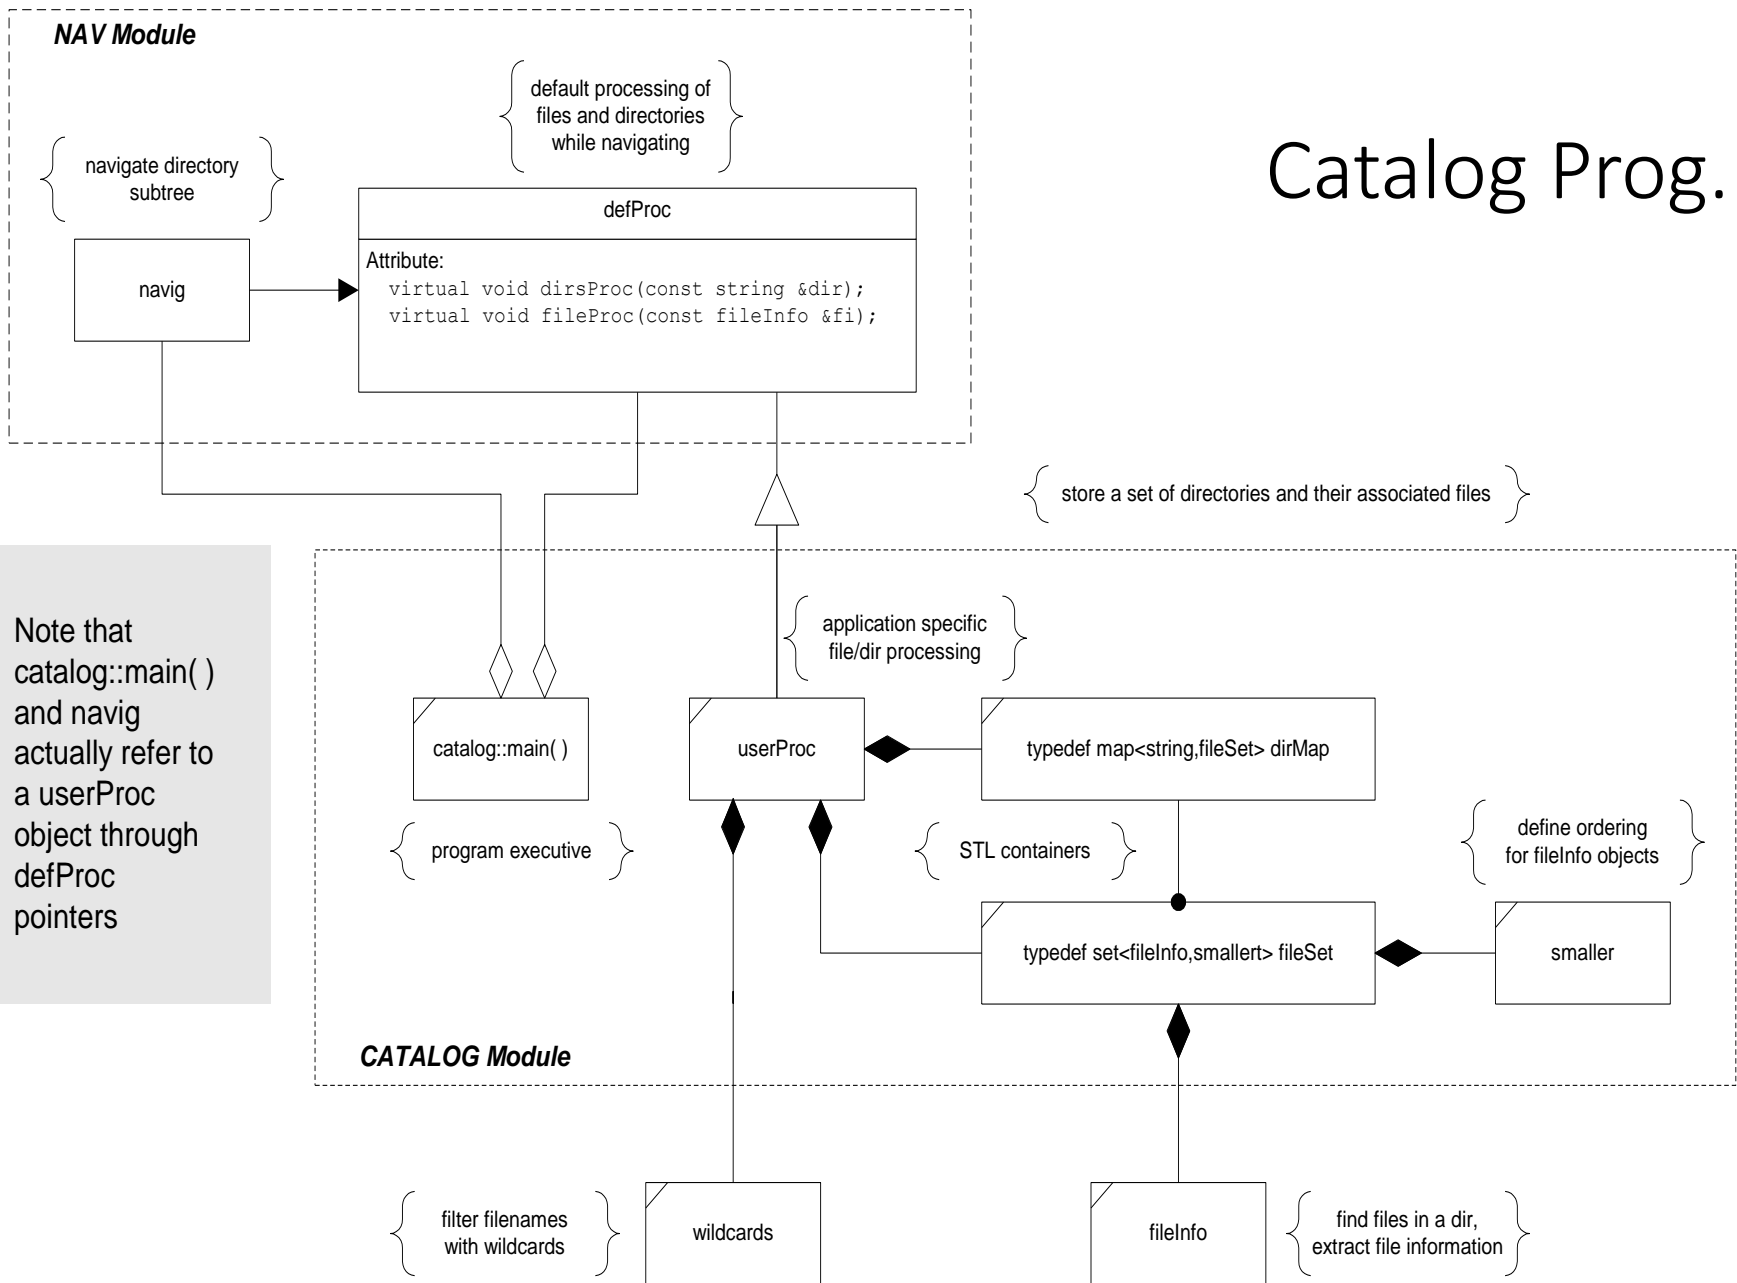 NAV Module
default processing of
files and directories
while navigating
Catalog Prog.
navigate directory
subtree
defProc
navig
Attribute:
virtual void dirsProc(const string &dir);
virtual void fileProc(const fileInfo &fi);
store a set of directories and their associated files
Note that
catalog::main( )
and navig
actually refer to
a userProc
object through
defProc
pointers
application specific
file/dir processing
catalog::main( )
userProc
typedef map<string,fileSet> dirMap
program executive
STL containers
define ordering
for fileInfo objects
typedef set<fileInfo,smallert> fileSet
smaller
CATALOG Module
filter filenames
with wildcards
wildcards
fileInfo
find files in a dir,
extract file information